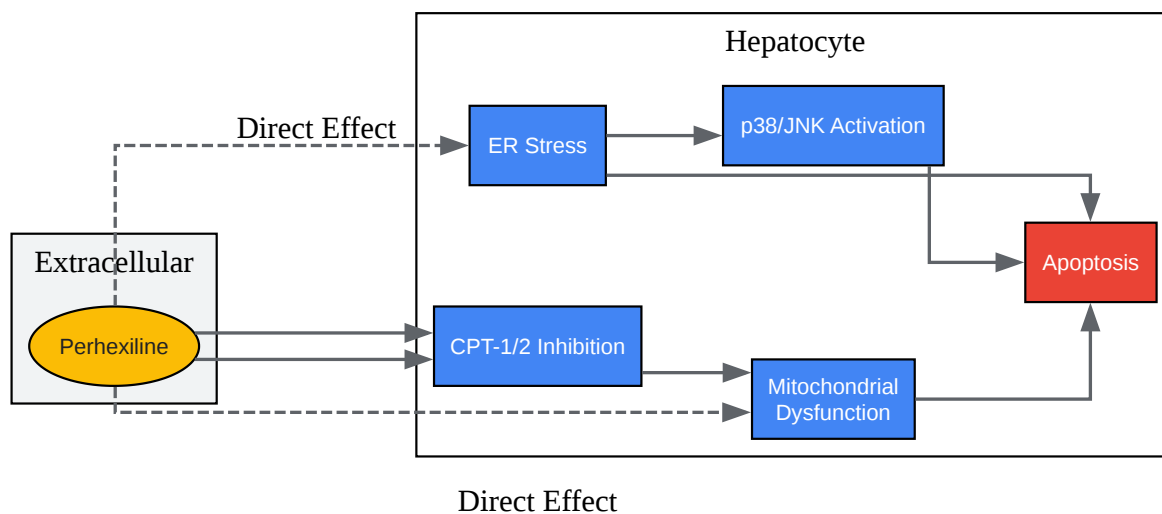 Hepatocyte
p38/JNK Activation
Direct Effect
ER Stress
Extracellular
Apoptosis
Perhexiline
CPT-1/2 Inhibition
Mitochondrial
Dysfunction
Direct Effect